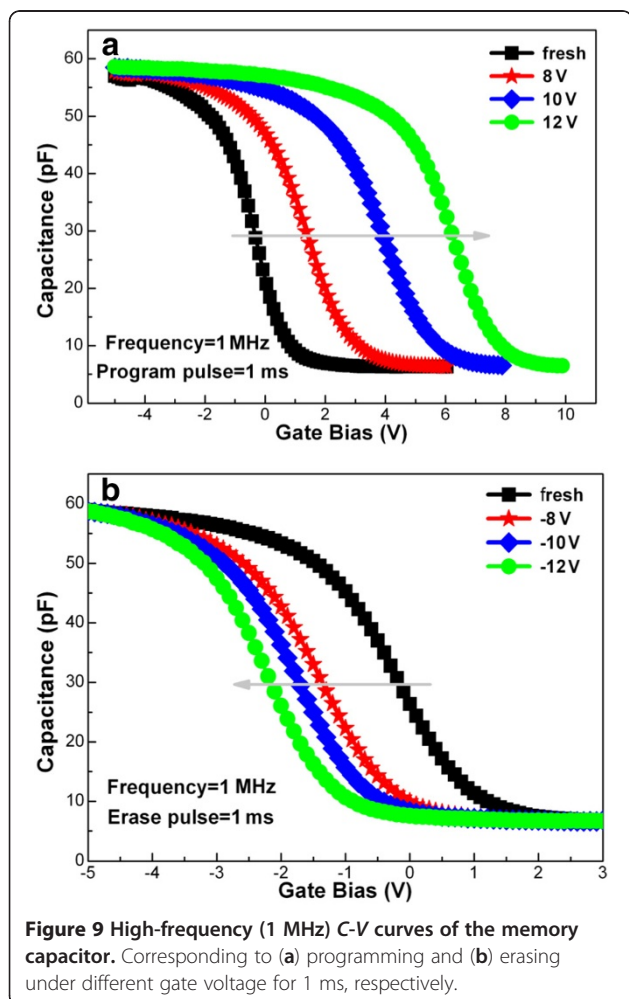 a
fresh
8 V
10 V
12 V
Capacitance (pF)
60
50
40
30
20
10
0
Frequency=1 MHz
Program pulse=1 ms
-4 -2 0 2 4 6 8 10
Gate Bias (V)
b
fresh
-8 V
-10 V
-12 V
Capacitance (pF)
60
50
40
30
20
10
0
Frequency=1 MHz
Erase pulse=1 ms
-5 -4 -3 -2 -1 0 1 2 3
Gate Bias (V)
Figure 9 High-frequency (1 MHz) C-V curves of the memory
capacitor. Corresponding to (a) programming and (b) erasing
under different gate voltage for 1 ms, respectively.